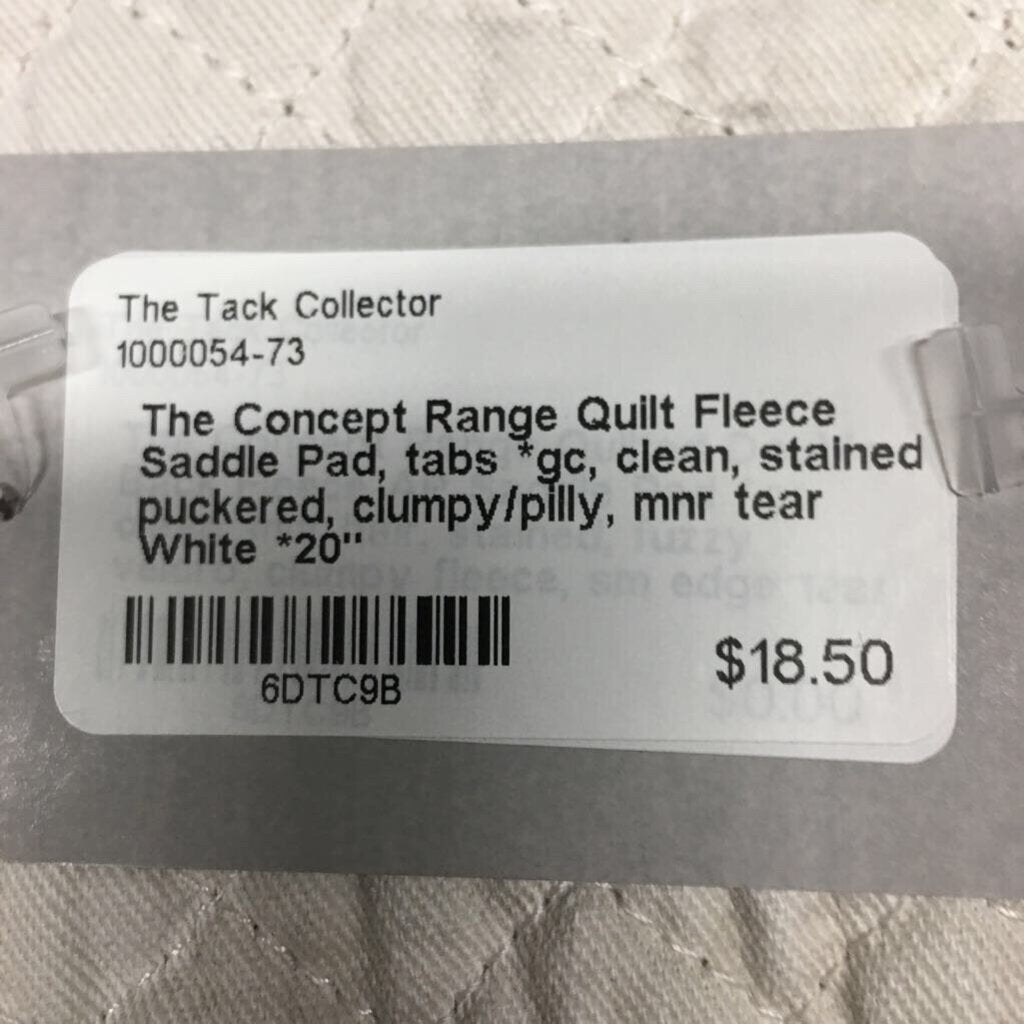 The Tack Collector
1000054-73
The Concept Range Quilt Fleece
Saddle Pad, tabs *gc, clean, stained
puckered, clumpy/pilly, mnr tear
White *20"
6DTC9B
$18.50